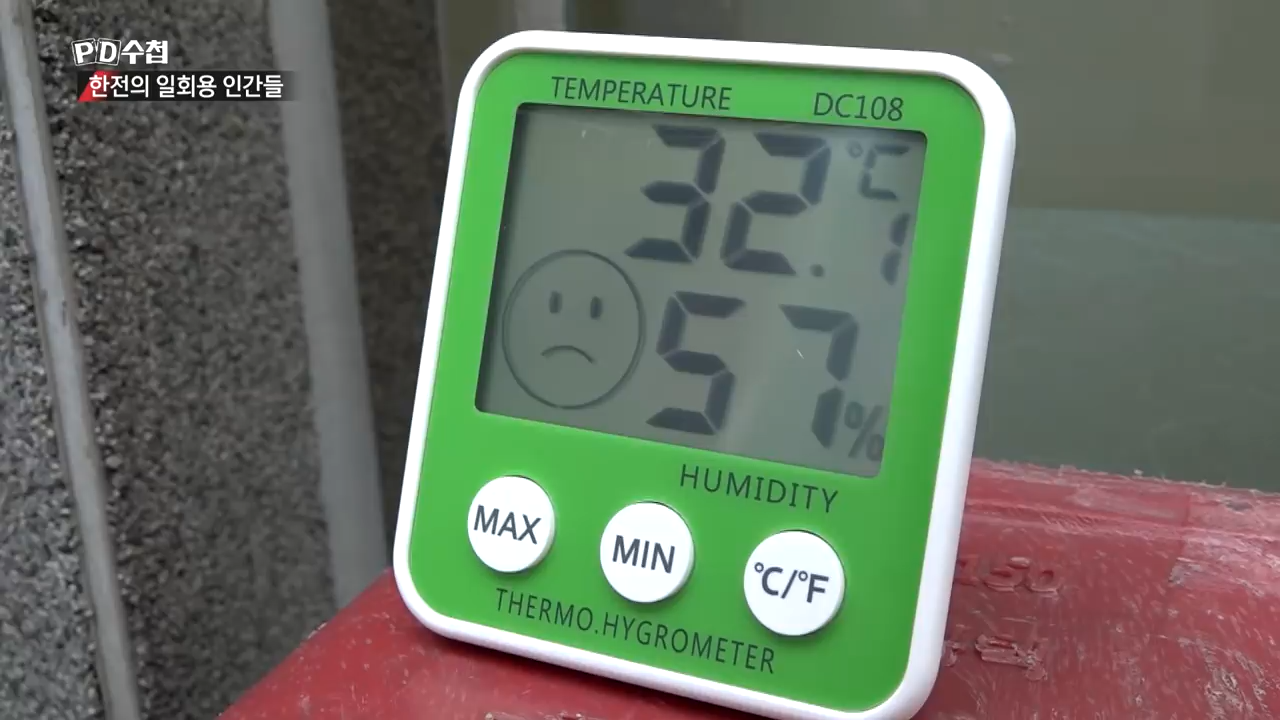 PD수첩
한전의 일회용 인간들
TEMPERATURE DC108
32.1 °C
57 %
HUMIDITY
MAX MIN °C/°F
THERMO.HYGROMETER